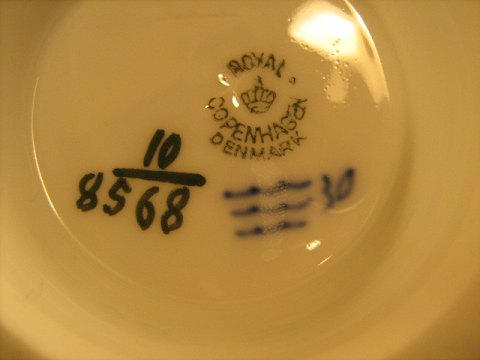 ROYAL
COPENHAGEN
DENMARK
10
8568
30